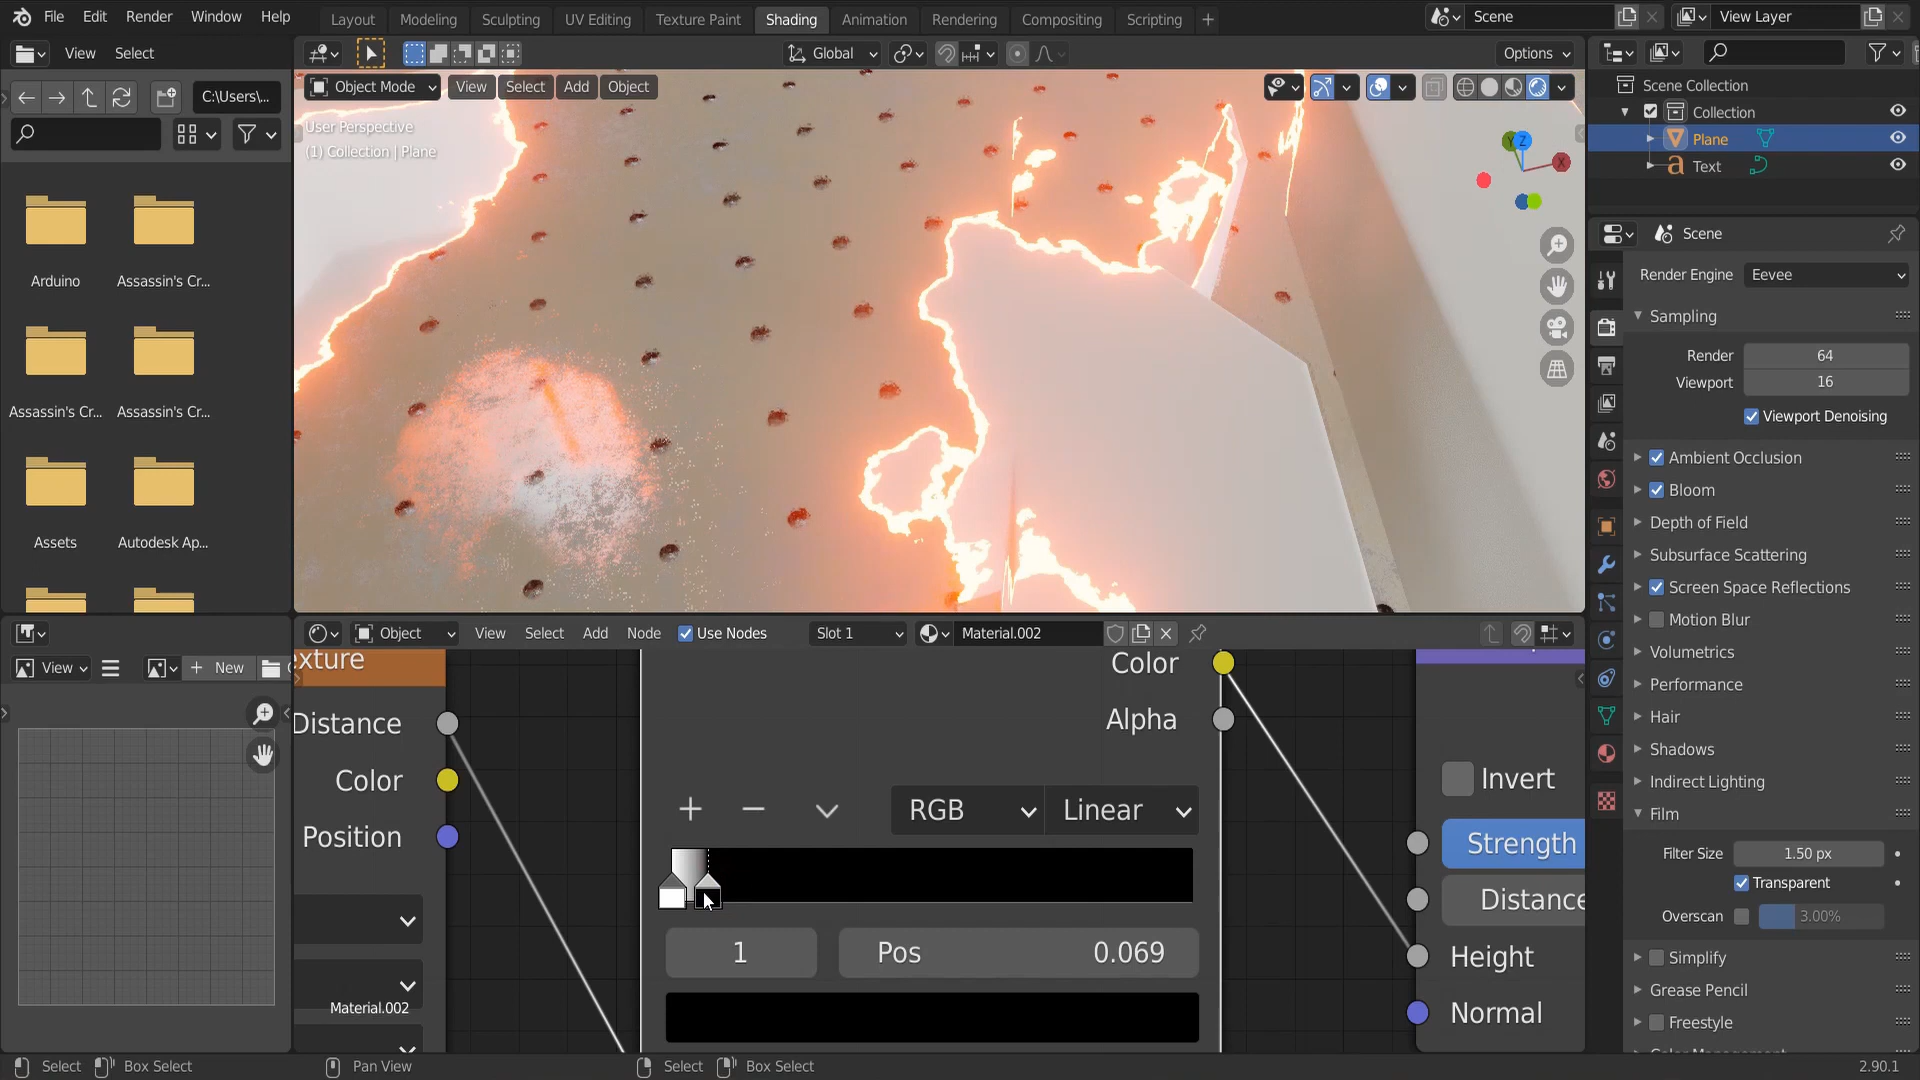 File Edit Render Window Help
Layout Modeling Sculpting UV Editing Texture Paint Shading Animation Rendering Compositing Scripting +
Scene
View Layer
View Select
Global
Options
C:\Users\...
Object Mode View Select Add Object
User Perspective
(1) Collection | Plane
Y Z X
Arduino
Assassin's Cr...
Assassin's Cr...
Assassin's Cr...
Assets
Autodesk Ap...
Scene Collection
Collection
Plane
Text
Scene
Render Engine Eevee
Sampling
Render 64
Viewport 16
Viewport Denoising
Ambient Occlusion
Bloom
Depth of Field
Subsurface Scattering
Screen Space Reflections
Motion Blur
Volumetrics
Performance
Hair
Shadows
Indirect Lighting
Film
Filter Size 1.50 px
Transparent
Overscan 3.00%
Simplify
Grease Pencil
Freestyle
View
New
Object View Select Add Node Use Nodes Slot 1 Material.002
exture
Distance
Color
Position
Material.002
Color
Alpha
RGB Linear
1 Pos 0.069
Invert
Strength
Distance
Height
Normal
Select Box Select Pan View Select Box Select 2.90.1